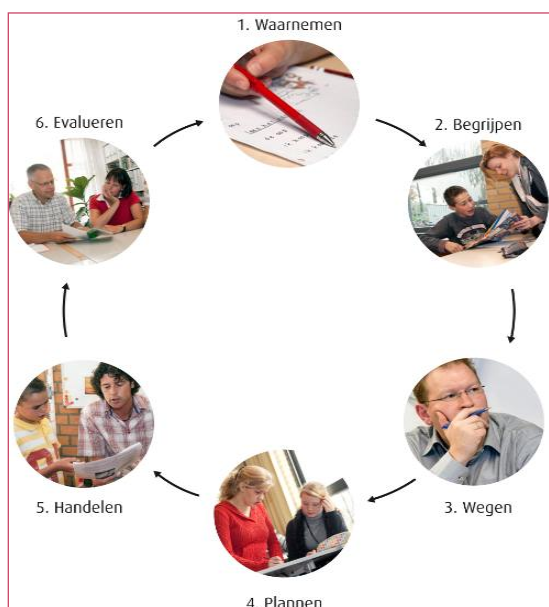 1. Waarnemen
2. Begrijpen
3. Wegen
4. Plannen
5. Handelen
6. Evalueren